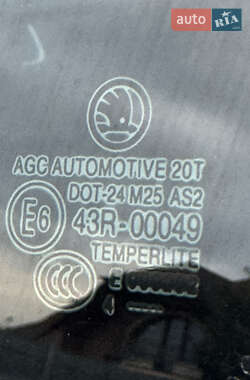 auto RIA
AGC AUTOMOTIVE 20T
DOT-24 M25 AS2
E6 43R-00049
TEMPERLITE
CCC